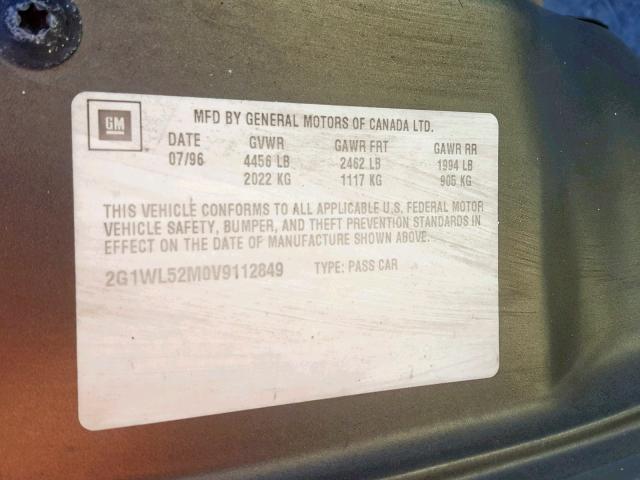 GM
MFD BY GENERAL MOTORS OF CANADA LTD.
DATE GVWR GAWR FRT GAWR RR
07/96 4456 LB 2462 LB 1994 LB
2022 KG 1117 KG 905 KG
THIS VEHICLE CONFORMS TO ALL APPLICABLE U.S. FEDERAL MOTOR
VEHICLE SAFETY, BUMPER, AND THEFT PREVENTION STANDARDS IN
EFFECT ON THE DATE OF MANUFACTURE SHOWN ABOVE.
2G1WL52M0V9112849 TYPE: PASS CAR